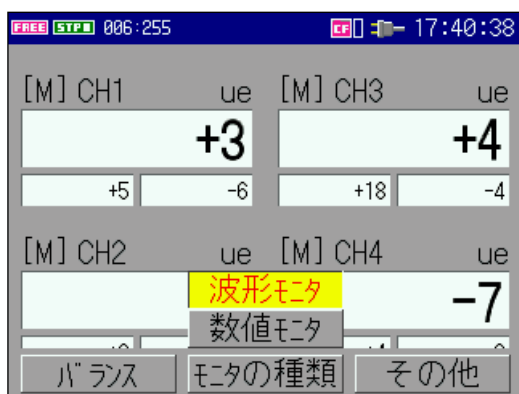 FREE STP 006:255 CF 17:40:38
[M] CH1 ue [M] CH3 ue
+3 +4
+5 -6 +18 -4
[M] CH2 ue [M] CH4 ue
波形ﾓﾆﾀ -7
数値ﾓﾆﾀ
ﾊﾞﾗﾝｽ ﾓﾆﾀの種類 その他